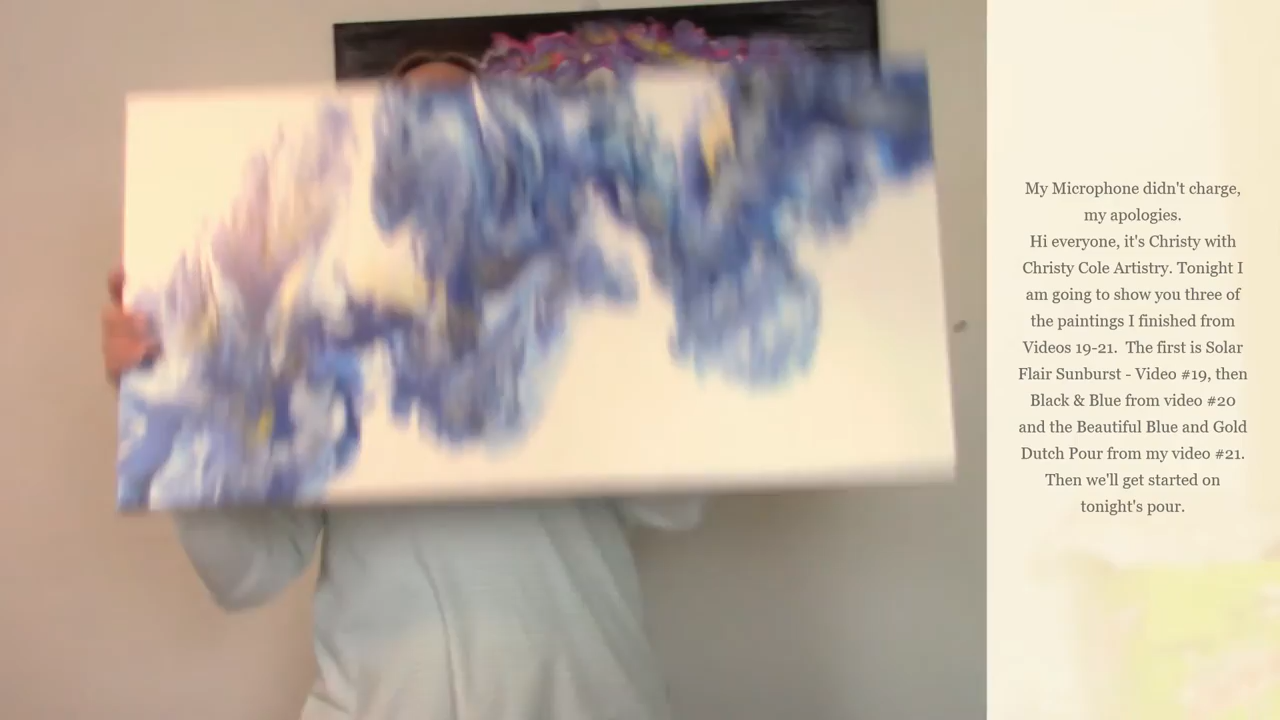 My Microphone didn't charge,
my apologies.
Hi everyone, it's Christy with
Christy Cole Artistry. Tonight I
am going to show you three of
the paintings I finished from
Videos 19-21.  The first is Solar
Flair Sunburst - Video #19, then
Black & Blue from video #20
and the Beautiful Blue and Gold
Dutch Pour from my video #21.
Then we'll get started on
tonight's pour.